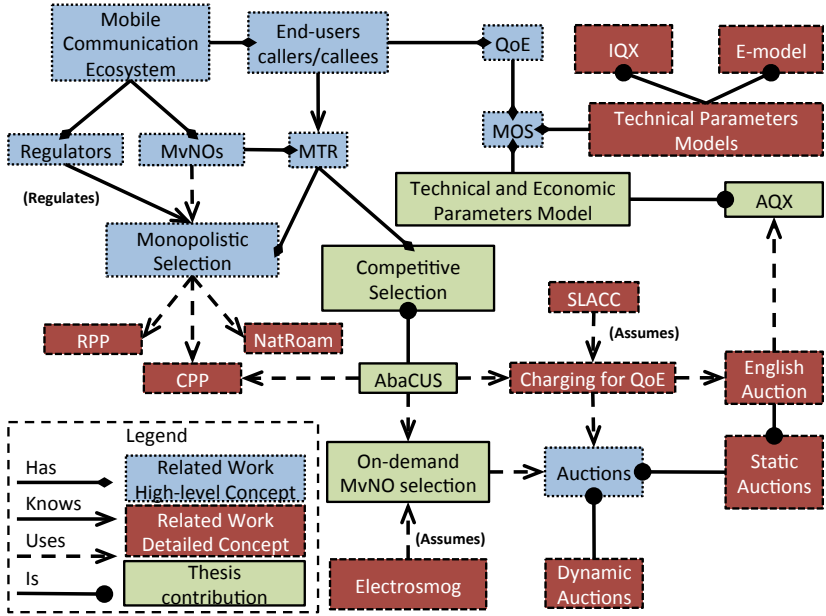 Mobile
Communication
Ecosystem
End-users
callers/callees
QoE
IQX
E-model
Regulators
MvNOs
MTR
MOS
Technical Parameters
Models
(Regulates)
Technical and Economic
Parameters Model
AQX
Monopolistic
Selection
Competitive
Selection
SLACC
(Assumes)
RPP
NatRoam
CPP
AbaCUS
Charging for QoE
English
Auction
Legend
Has
Related Work
High-level Concept
Knows
Related Work
Detailed Concept
Uses
Is
Thesis
contribution
On-demand
MvNO selection
Auctions
Static
Auctions
(Assumes)
Electrosmog
Dynamic
Auctions